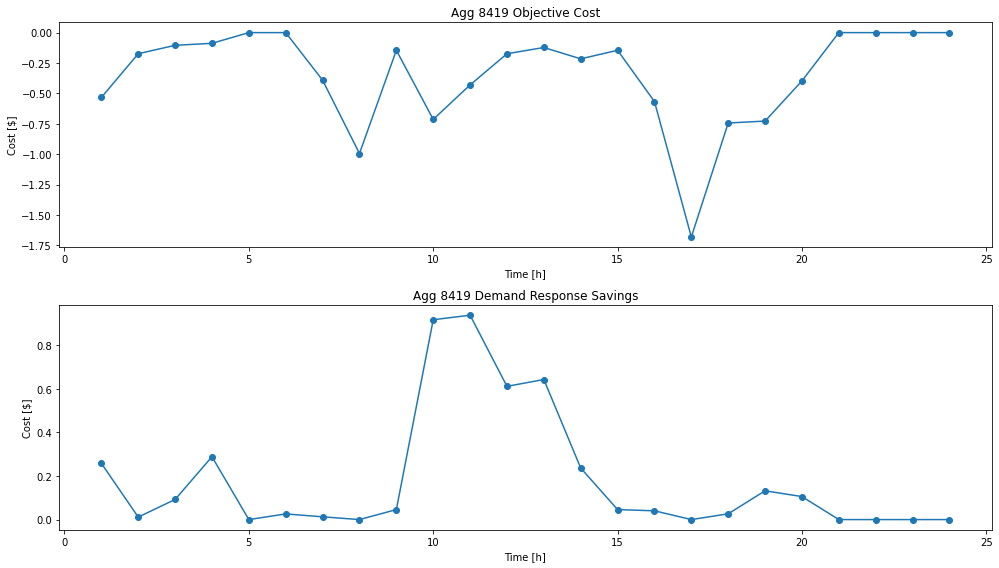 Agg 8419 Objective Cost
0.00
−0.25
−0.50
−0.75
−1.00
−1.25
−1.50
−1.75
Cost [$]
0 5 10 15 20 25
Time [h]
Agg 8419 Demand Response Savings
0.8
0.6
0.4
0.2
0.0
Cost [$]
0 5 10 15 20 25
Time [h]